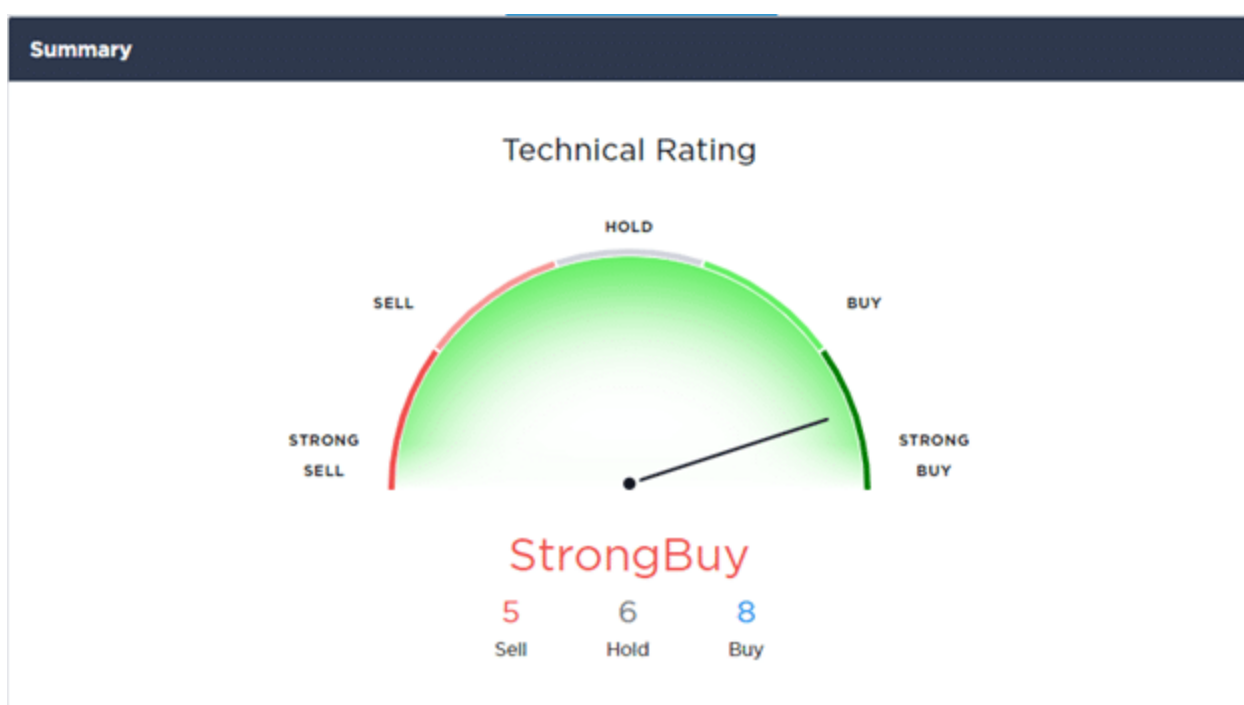 Summary
Technical Rating
HOLD
SELL
BUY
STRONG
SELL
STRONG
BUY
StrongBuy
5 6 8
Sell Hold Buy